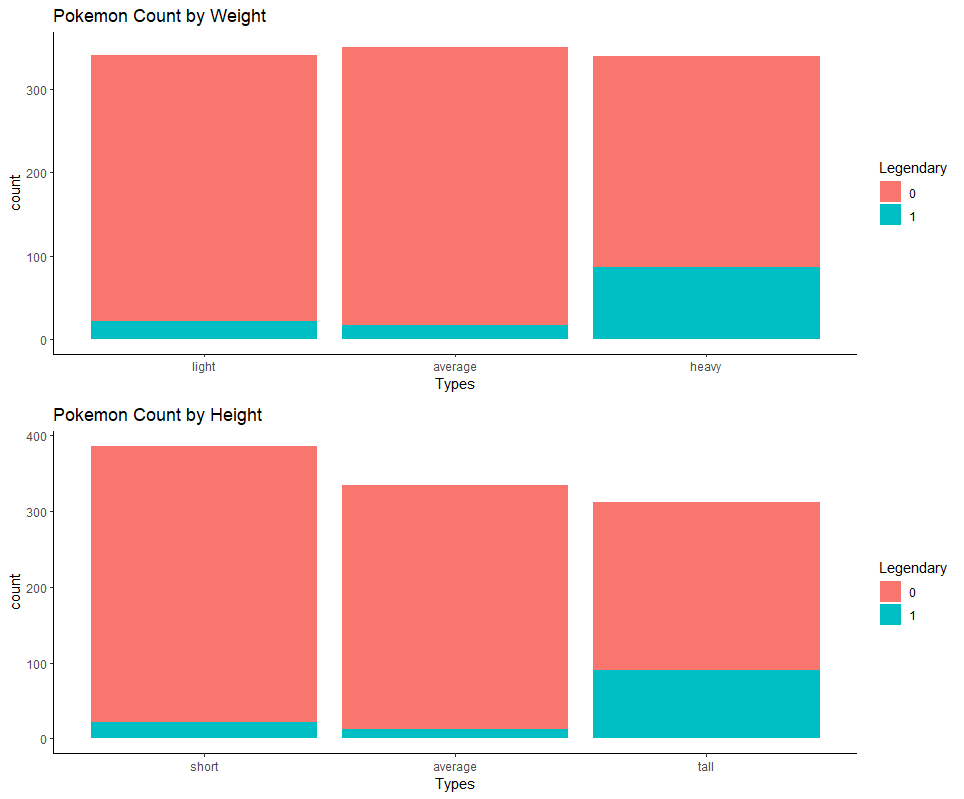 Pokemon Count by Weight
count
300
200
100
0
light average heavy
Types
Legendary
0
1
Pokemon Count by Height
count
400
300
200
100
0
short average tall
Types
Legendary
0
1